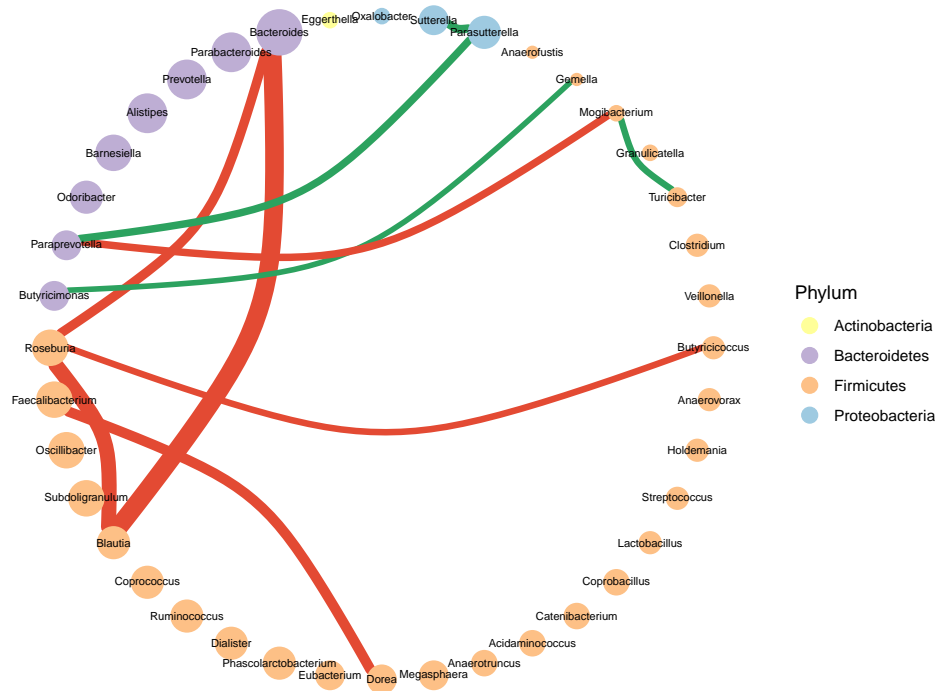 Eggerthella
Oxalobacter
Sutterella
Bacteroides
Parasutterella
Parabacteroides
Anaerofustis
Prevotella
Gemella
Alistipes
Mogibacterium
Barnesiella
Granulicatella
Odoribacter
Turicibacter
Paraprevotella
Clostridium
Butyricimonas
Veillonella
Roseburia
Butyricicoccus
Faecalibacterium
Anaerovorax
Oscillibacter
Holdemania
Subdoligranulum
Streptococcus
Blautia
Lactobacillus
Coprococcus
Coprobacillus
Ruminococcus
Catenibacterium
Dialister
Acidaminococcus
Phascolarctobacterium
Anaerotruncus
Eubacterium
Dorea
Megasphaera
Phylum
Actinobacteria
Bacteroidetes
Firmicutes
Proteobacteria